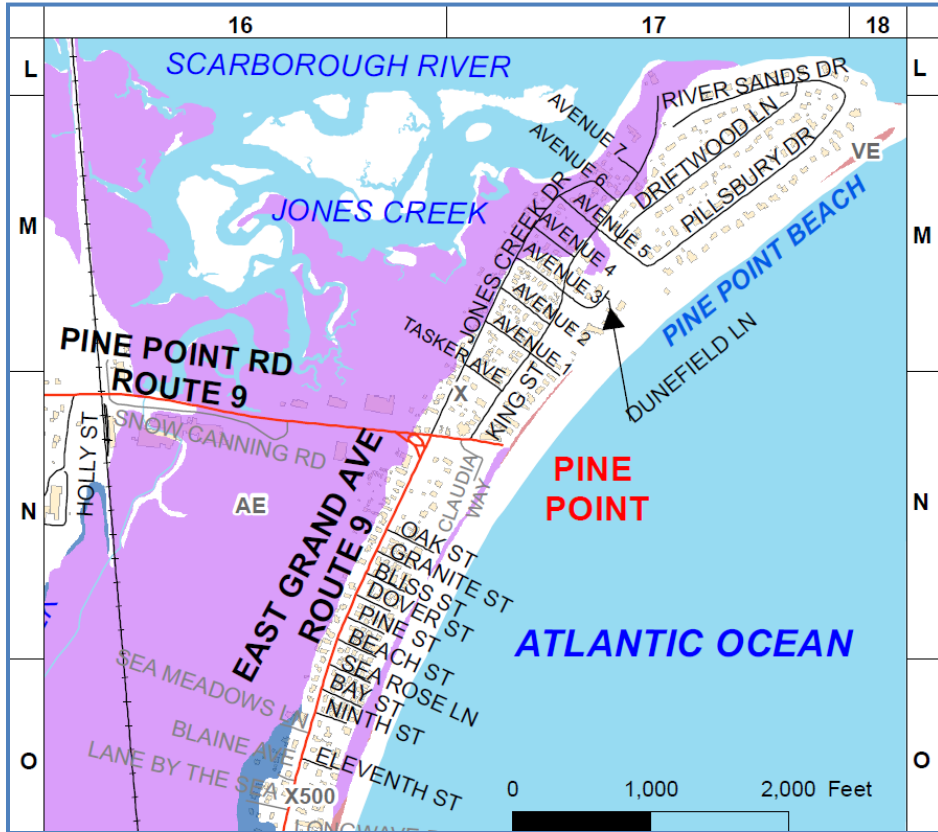 16
17
18
L
L
SCARBOROUGH RIVER
RIVER SANDS DR
AVENUE 7
AVENUE 6
DRIFTWOOD LN
VE
PILLSBURY DR
JONES CREEK
M
M
AVENUE 5
JONES CREEK DR
AVENUE 4
AVENUE 3
PINE POINT BEACH
AVENUE 2
TASKER AVE
AVENUE 1
DUNEFIELD LN
PINE POINT RD
ROUTE 9
X
KING ST
SNOW CANNING RD
HOLLY ST
CLAUDIA
WAY
PINE
POINT
N
N
AE
EAST GRAND AVE
ROUTE 9
OAK ST
GRANITE ST
BLISS ST
DOVER ST
PINE ST
BEACH ST
ATLANTIC OCEAN
SEA ROSE LN
SEA MEADOWS LN
BAY ST
NINTH ST
BLAINE AVE
O
O
LANE BY THE SEA
ELEVENTH ST
X500
0
1,000
2,000 Feet